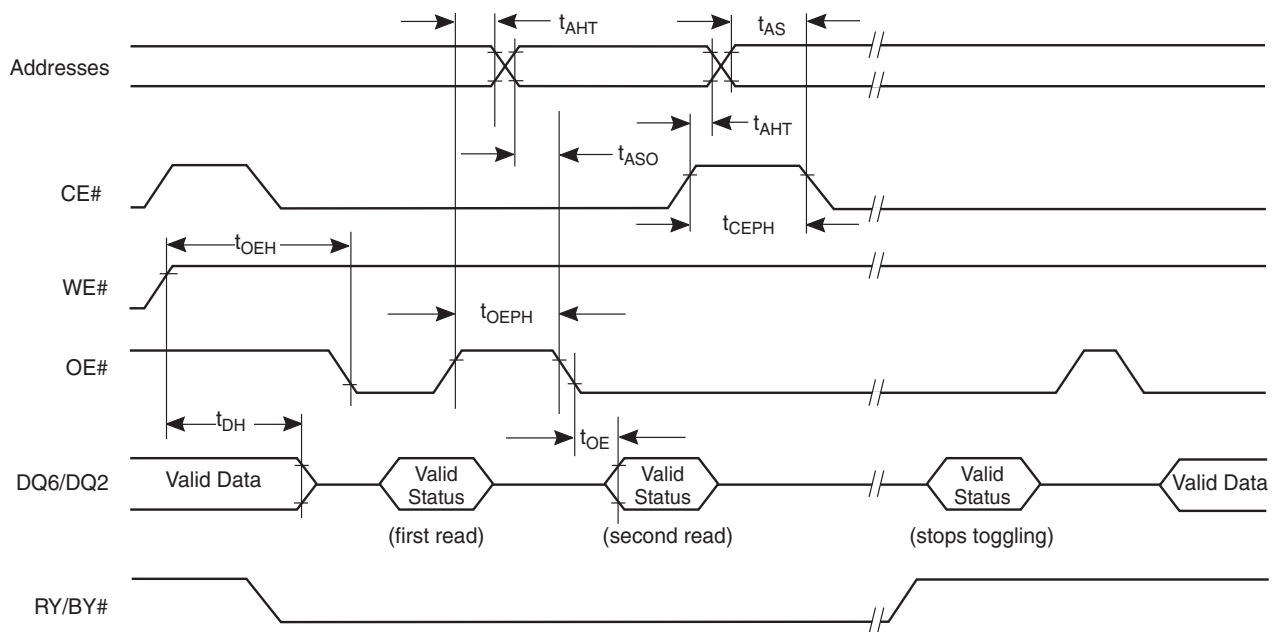 tAHT
tAS
Addresses
tAHT
tASO
CE#
tCEPH
tOEH
WE#
tOEPH
OE#
tDH
tOE
DQ6/DQ2
Valid Data
Valid Status
Valid Status
Valid Status
Valid Data
(first read)
(second read)
(stops toggling)
RY/BY#